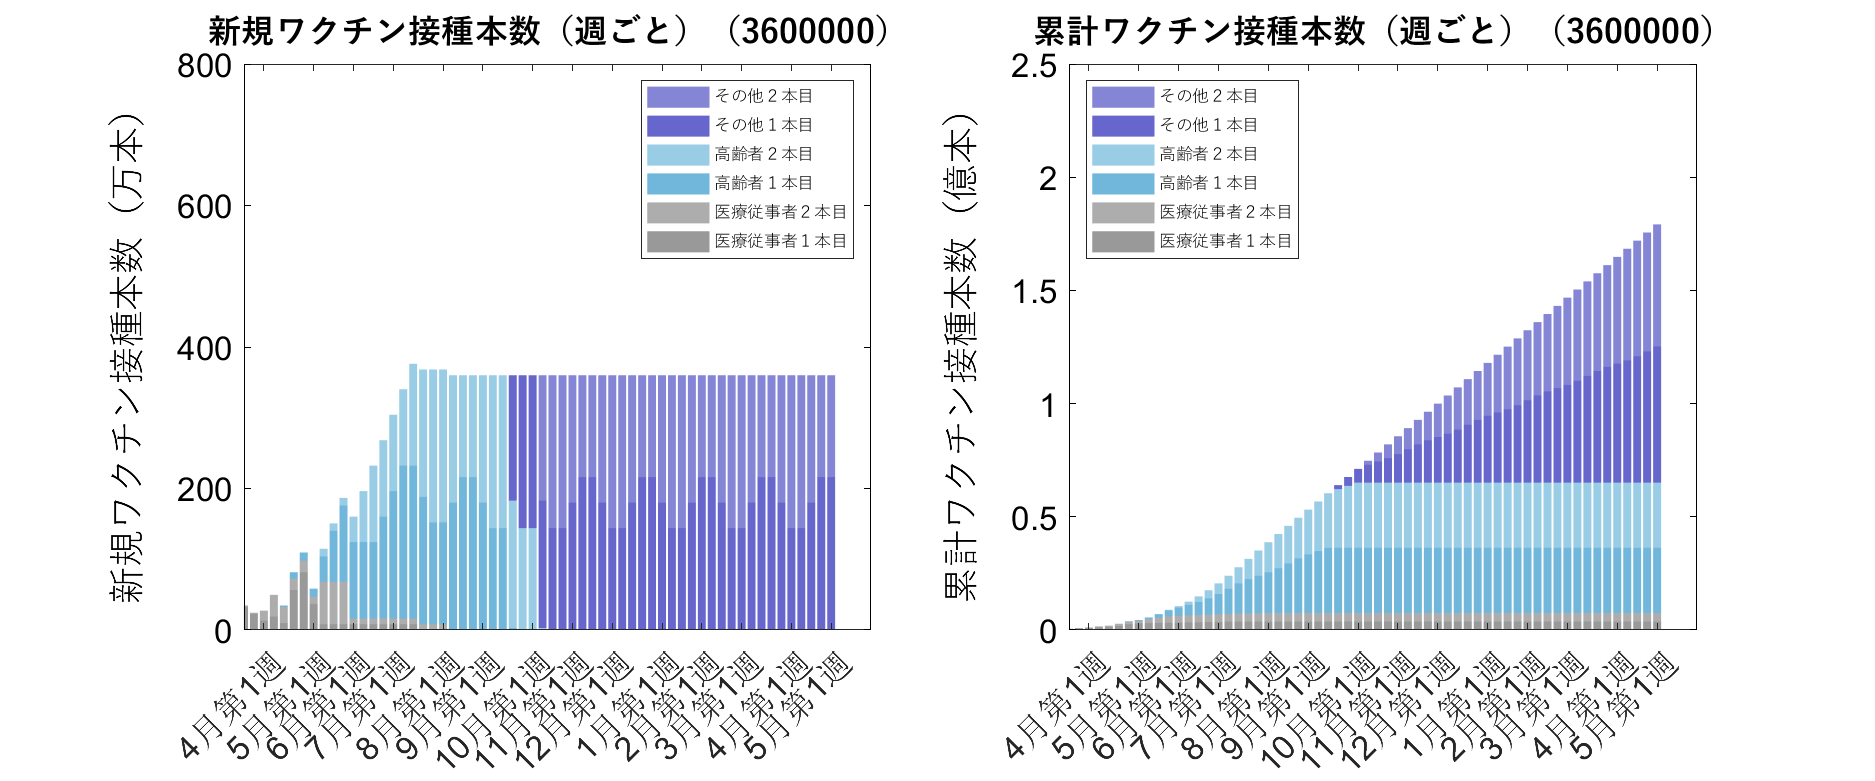 新規ワクチン接種本数（週ごと）（3600000）
新規ワクチン接種本数（万本）
800
600
400
200
0
その他２本目
その他１本目
高齢者２本目
高齢者１本目
医療従事者２本目
医療従事者１本目
4月第1週
5月第1週
6月第1週
7月第1週
8月第1週
9月第1週
10月第1週
11月第1週
12月第1週
1月第1週
2月第1週
3月第1週
4月第1週
5月第1週
累計ワクチン接種本数（週ごと）（3600000）
累計ワクチン接種本数（億本）
2.5
2
1.5
1
0.5
0
その他２本目
その他１本目
高齢者２本目
高齢者１本目
医療従事者２本目
医療従事者１本目
4月第1週
5月第1週
6月第1週
7月第1週
8月第1週
9月第1週
10月第1週
11月第1週
12月第1週
1月第1週
2月第1週
3月第1週
4月第1週
5月第1週